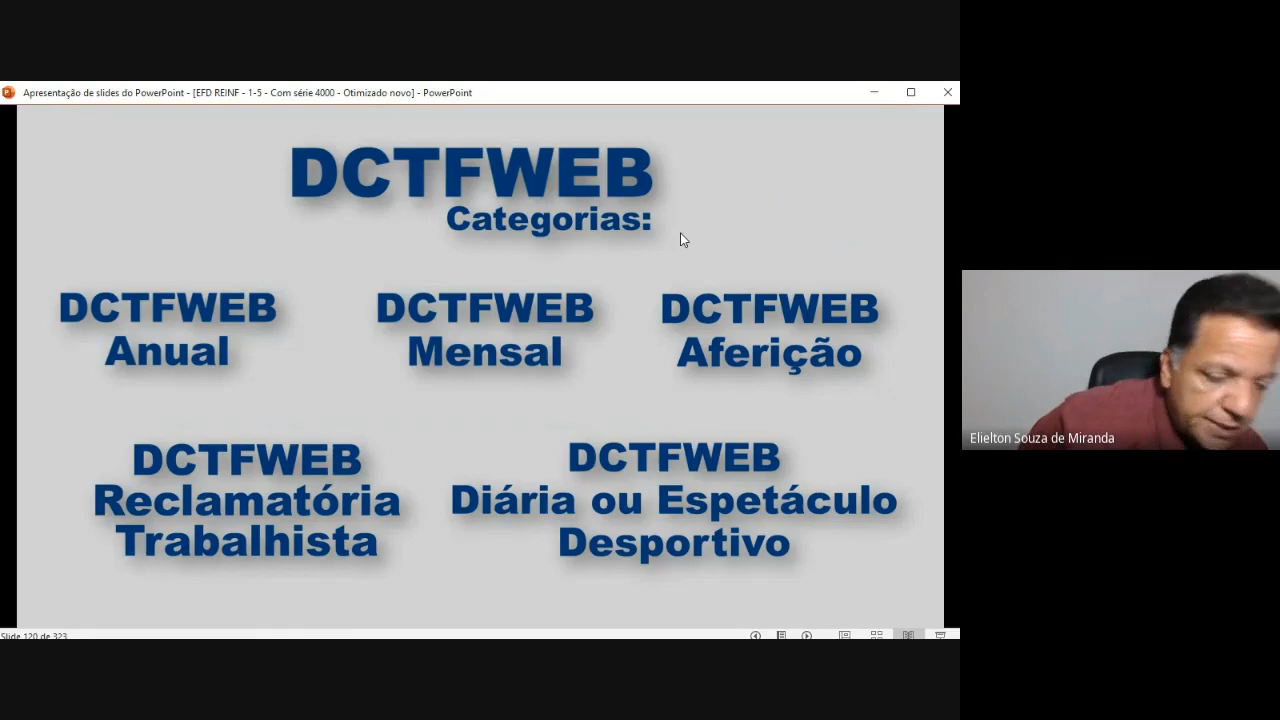 Apresentação de slides do PowerPoint - [EFD REINF - 1-5 - Com série 4000 - Otimizado novo] - PowerPoint
DCTFWEB
Categorias:
DCTFWEB
Anual
DCTFWEB
Mensal
DCTFWEB
Aferição
DCTFWEB
Reclamatória
Trabalhista
DCTFWEB
Diária ou Espetáculo
Desportivo
Slide 120 de 323
Elielton Souza de Miranda